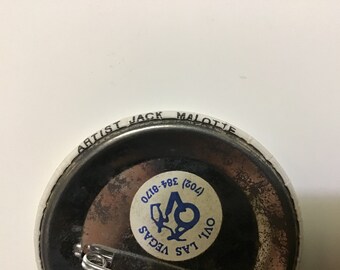 ARTIST JACK MALOTTE
OVI, LAS VEGAS
(702) 384-8170